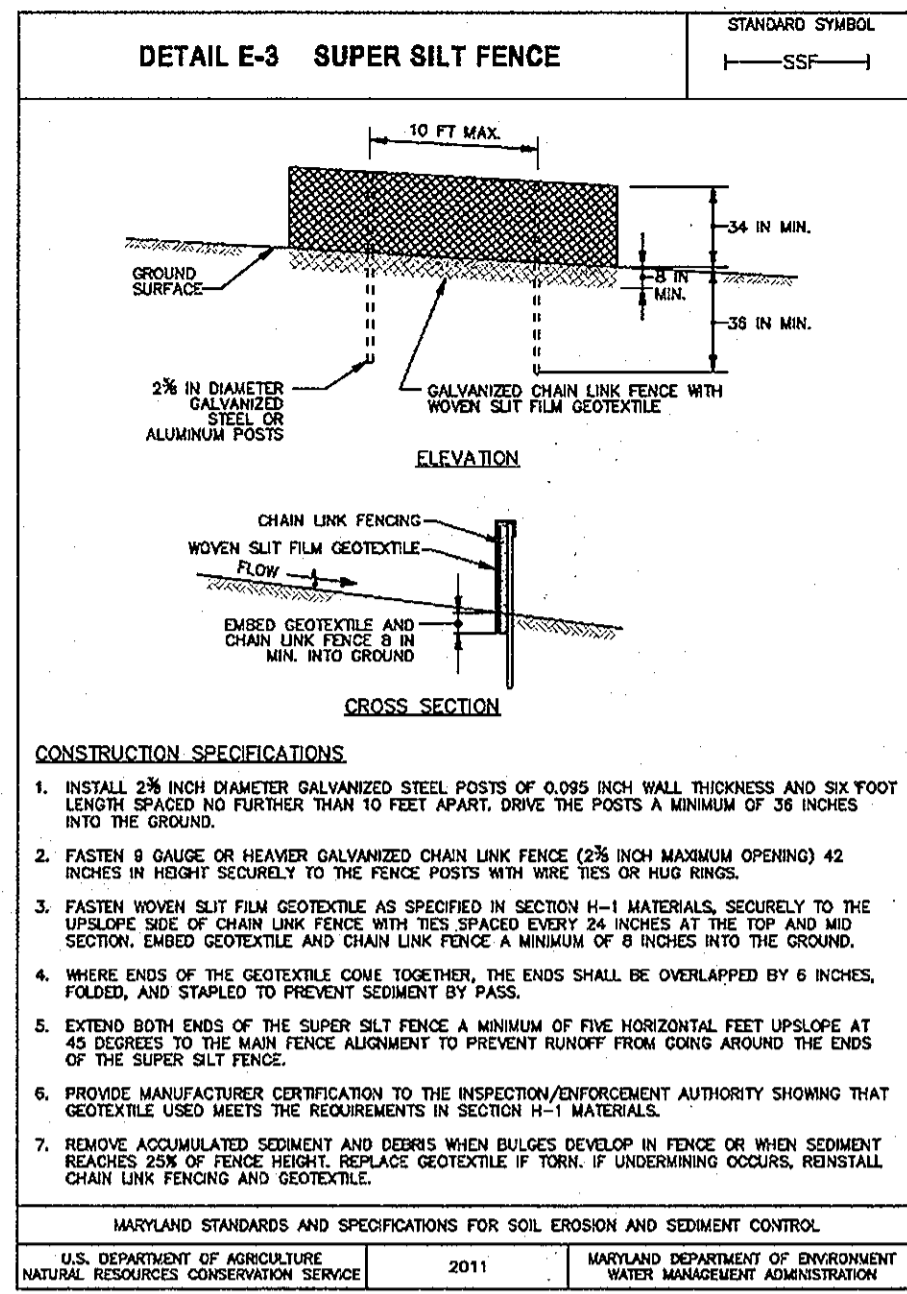 DETAIL E-3 SUPER SILT FENCE
STANDARD SYMBOL
SSF
10 FT MAX.
34 IN MIN.
GROUND
SURFACE
8 IN
MIN.
36 IN MIN.
2⅜ IN DIAMETER
GALVANIZED
STEEL OR
ALUMINUM POSTS
GALVANIZED CHAIN LINK FENCE WITH
WOVEN SLIT FILM GEOTEXTILE
ELEVATION
CHAIN LINK FENCING
WOVEN SLIT FILM GEOTEXTILE
FLOW
EMBED GEOTEXTILE AND
CHAIN LINK FENCE 8 IN
MIN. INTO GROUND
CROSS SECTION
CONSTRUCTION SPECIFICATIONS
1. INSTALL 2⅜ INCH DIAMETER GALVANIZED STEEL POSTS OF 0.095 INCH WALL THICKNESS AND SIX FOOT
LENGTH SPACED NO FURTHER THAN 10 FEET APART. DRIVE THE POSTS A MINIMUM OF 36 INCHES
INTO THE GROUND.
2. FASTEN 9 GAUGE OR HEAVIER GALVANIZED CHAIN LINK FENCE (2⅜ INCH MAXIMUM OPENING) 42
INCHES IN HEIGHT SECURELY TO THE FENCE POSTS WITH WIRE TIES OR HUG RINGS.
3. FASTEN WOVEN SLIT FILM GEOTEXTILE AS SPECIFIED IN SECTION H-1 MATERIALS, SECURELY TO THE
UPSLOPE SIDE OF CHAIN LINK FENCE WITH TIES SPACED EVERY 24 INCHES AT THE TOP AND MID
SECTION. EMBED GEOTEXTILE AND CHAIN LINK FENCE A MINIMUM OF 8 INCHES INTO THE GROUND.
4. WHERE ENDS OF THE GEOTEXTILE COME TOGETHER, THE ENDS SHALL BE OVERLAPPED BY 6 INCHES,
FOLDED, AND STAPLED TO PREVENT SEDIMENT BY PASS.
5. EXTEND BOTH ENDS OF THE SUPER SILT FENCE A MINIMUM OF FIVE HORIZONTAL FEET UPSLOPE AT
45 DEGREES TO THE MAIN FENCE ALIGNMENT TO PREVENT RUNOFF FROM GOING AROUND THE ENDS
OF THE SUPER SILT FENCE.
6. PROVIDE MANUFACTURER CERTIFICATION TO THE INSPECTION/ENFORCEMENT AUTHORITY SHOWING THAT
GEOTEXTILE USED MEETS THE REQUIREMENTS IN SECTION H-1 MATERIALS.
7. REMOVE ACCUMULATED SEDIMENT AND DEBRIS WHEN BULGES DEVELOP IN FENCE OR WHEN SEDIMENT
REACHES 25% OF FENCE HEIGHT. REPLACE GEOTEXTILE IF TORN. IF UNDERMINING OCCURS, REINSTALL
CHAIN LINK FENCING AND GEOTEXTILE.
MARYLAND STANDARDS AND SPECIFICATIONS FOR SOIL EROSION AND SEDIMENT CONTROL
U.S. DEPARTMENT OF AGRICULTURE
NATURAL RESOURCES CONSERVATION SERVICE
2011
MARYLAND DEPARTMENT OF ENVIRONMENT
WATER MANAGEMENT ADMINISTRATION